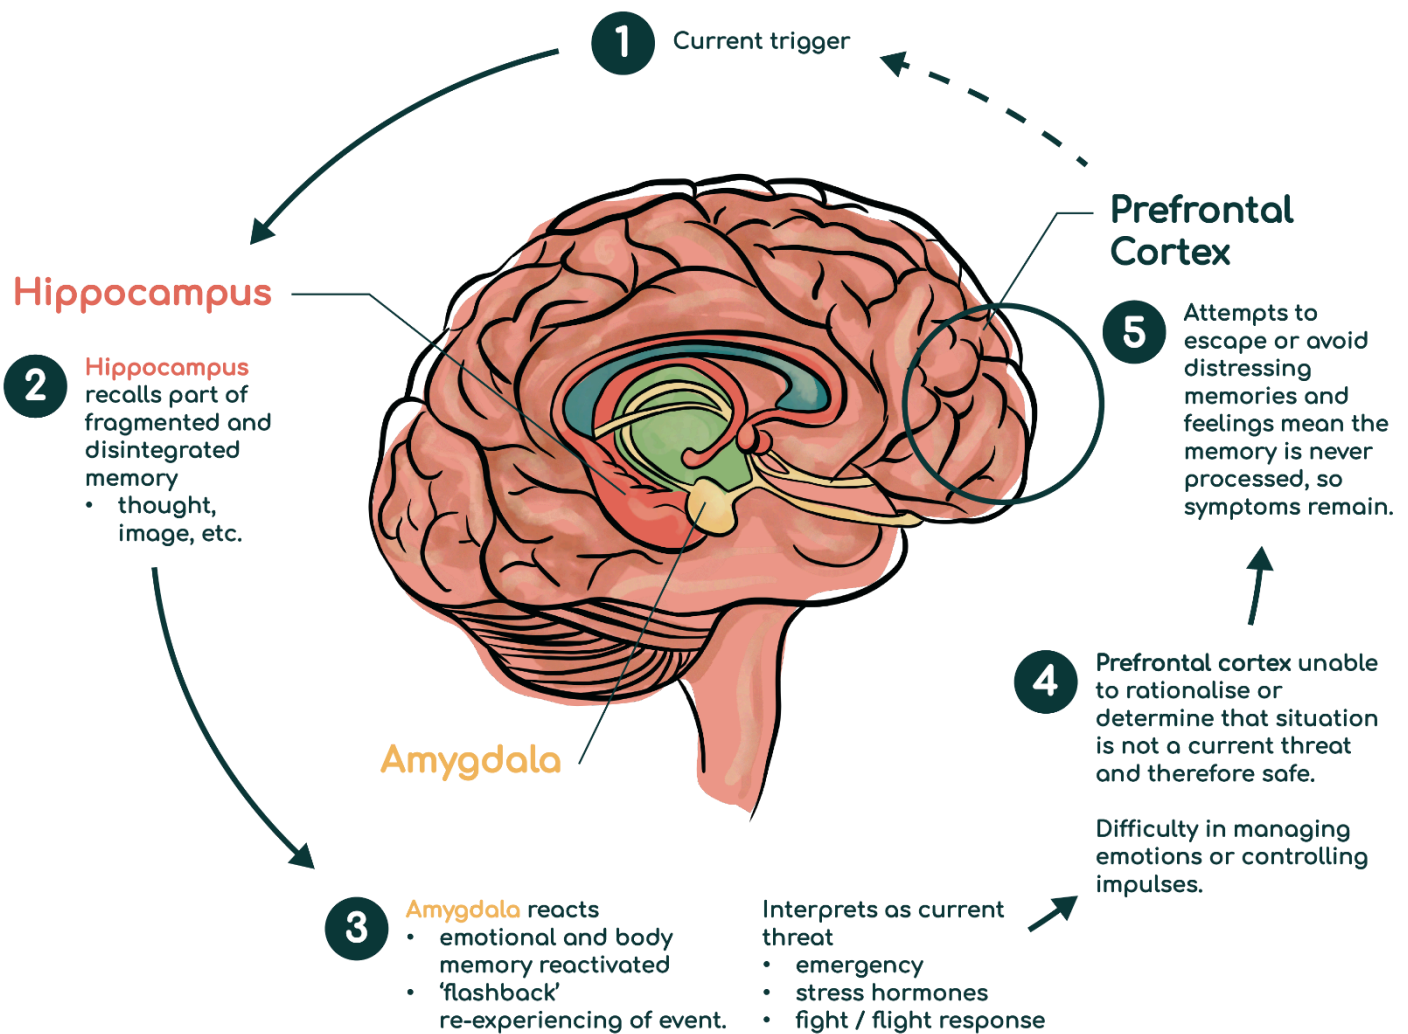 1
Current trigger
Hippocampus
2
Hippocampus
recalls part of
fragmented and
disintegrated
memory
• thought,
image, etc.
Amygdala
3
Amygdala reacts
• emotional and body
memory reactivated
• ‘flashback’
re-experiencing of event.
Interprets as current
threat
• emergency
• stress hormones
• fight / flight response
4
Prefrontal cortex unable
to rationalise or
determine that situation
is not a current threat
and therefore safe.
Difficulty in managing
emotions or controlling
impulses.
Prefrontal
Cortex
5
Attempts to
escape or avoid
distressing
memories and
feelings mean the
memory is never
processed, so
symptoms remain.